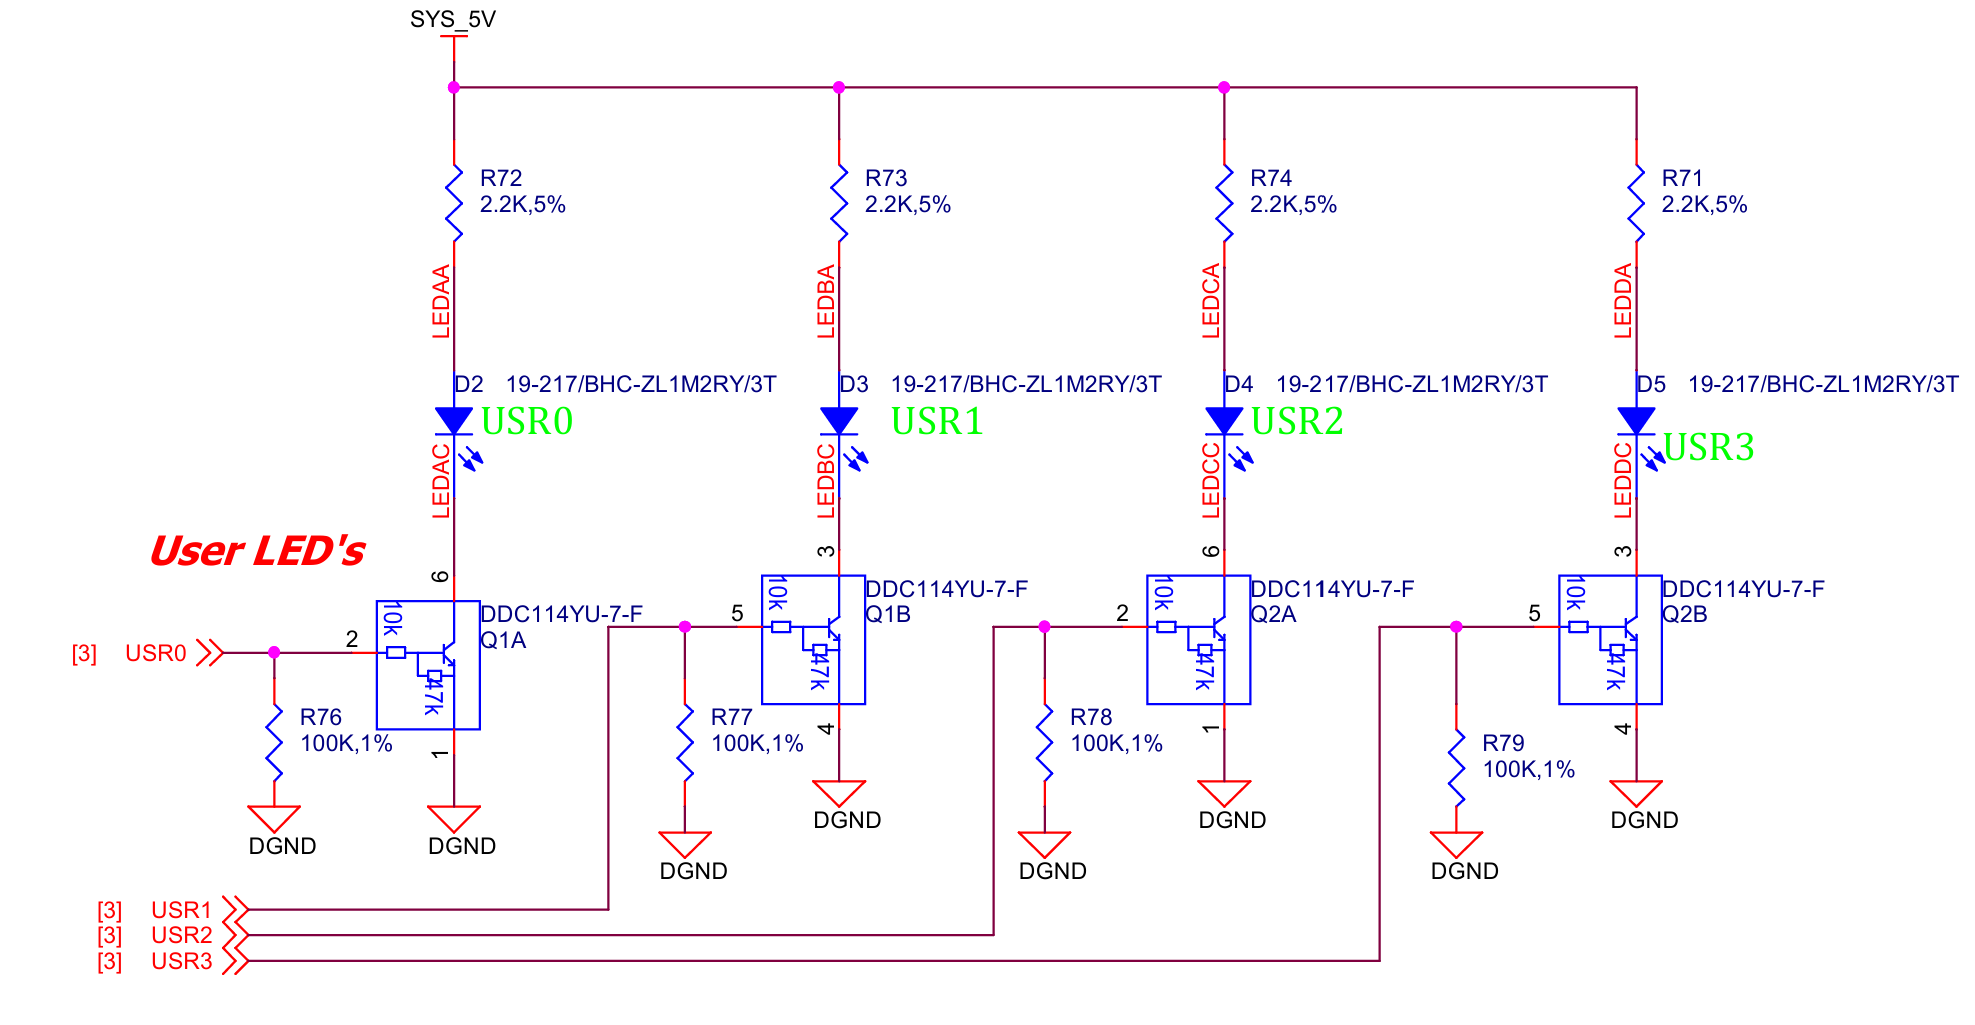 SYS_5V
R72
2.2K,5%
R73
2.2K,5%
R74
2.2K,5%
R71
2.2K,5%
LEDAA
LEDBA
LEDCA
LEDDA
D2 19-217/BHC-ZL1M2RY/3T
USR0
D3 19-217/BHC-ZL1M2RY/3T
USR1
D4 19-217/BHC-ZL1M2RY/3T
USR2
D5 19-217/BHC-ZL1M2RY/3T
USR3
LEDAC
LEDBC
LEDCC
LEDDC
User LED's
6
3
6
3
10k
DDC114YU-7-F
Q1A
47k
10k
DDC114YU-7-F
Q1B
47k
10k
DDC114YU-7-F
Q2A
47k
10k
DDC114YU-7-F
Q2B
47k
[3] USR0
2
5
2
5
R76
100K,1%
1
R77
100K,1%
4
R78
100K,1%
1
R79
100K,1%
4
DGND
DGND
DGND
DGND
DGND
DGND
DGND
DGND
[3] USR1
[3] USR2
[3] USR3